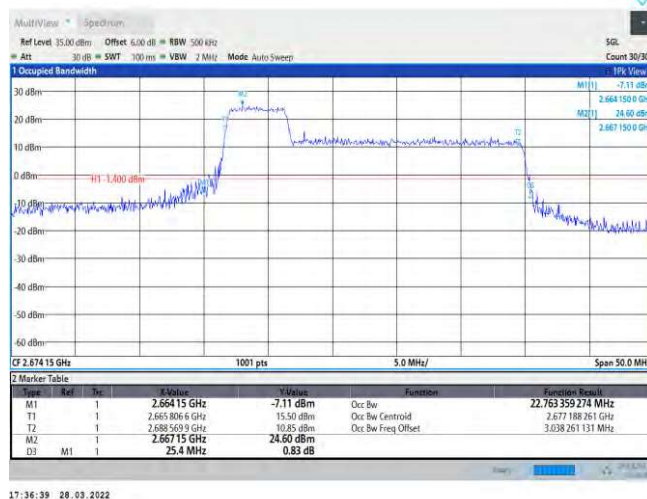 MultiView Spectrum
Ref Level 35.00 dBm Offset 6.00 dB RBW 500 kHz SGL
Att 30 dB SWT 100 ms VBW 2 MHz Mode Auto Sweep Count 30/30
1 Occupied Bandwidth 1Pk View
M1[1] -7.11 dBm
2.664 150 0 GHz
M2[1] 24.60 dBm
2.667 150 0 GHz
30 dBm
M2
T1
20 dBm
T2
10 dBm
0 dBm
H1 -1.400 dBm
M1
-10 dBm
-20 dBm
-30 dBm
-40 dBm
-50 dBm
-60 dBm
CF 2.674 15 GHz 1001 pts 5.0 MHz/ Span 50.0 MH
2 Marker Table
Type Ref Trc X-Value Y-Value Function Function Result
M1 1 2.664 15 GHz -7.11 dBm Occ Bw 22.763 359 274 MHz
T1 1 2.665 806 6 GHz 15.50 dBm Occ Bw Centroid 2.677 188 261 GHz
T2 1 2.688 569 9 GHz 10.85 dBm Occ Bw Freq Offset 3.038 261 131 MHz
M2 1 2.667 15 GHz 24.60 dBm
D3 M1 1 25.4 MHz 0.83 dB
17:36:39 28.03.2022